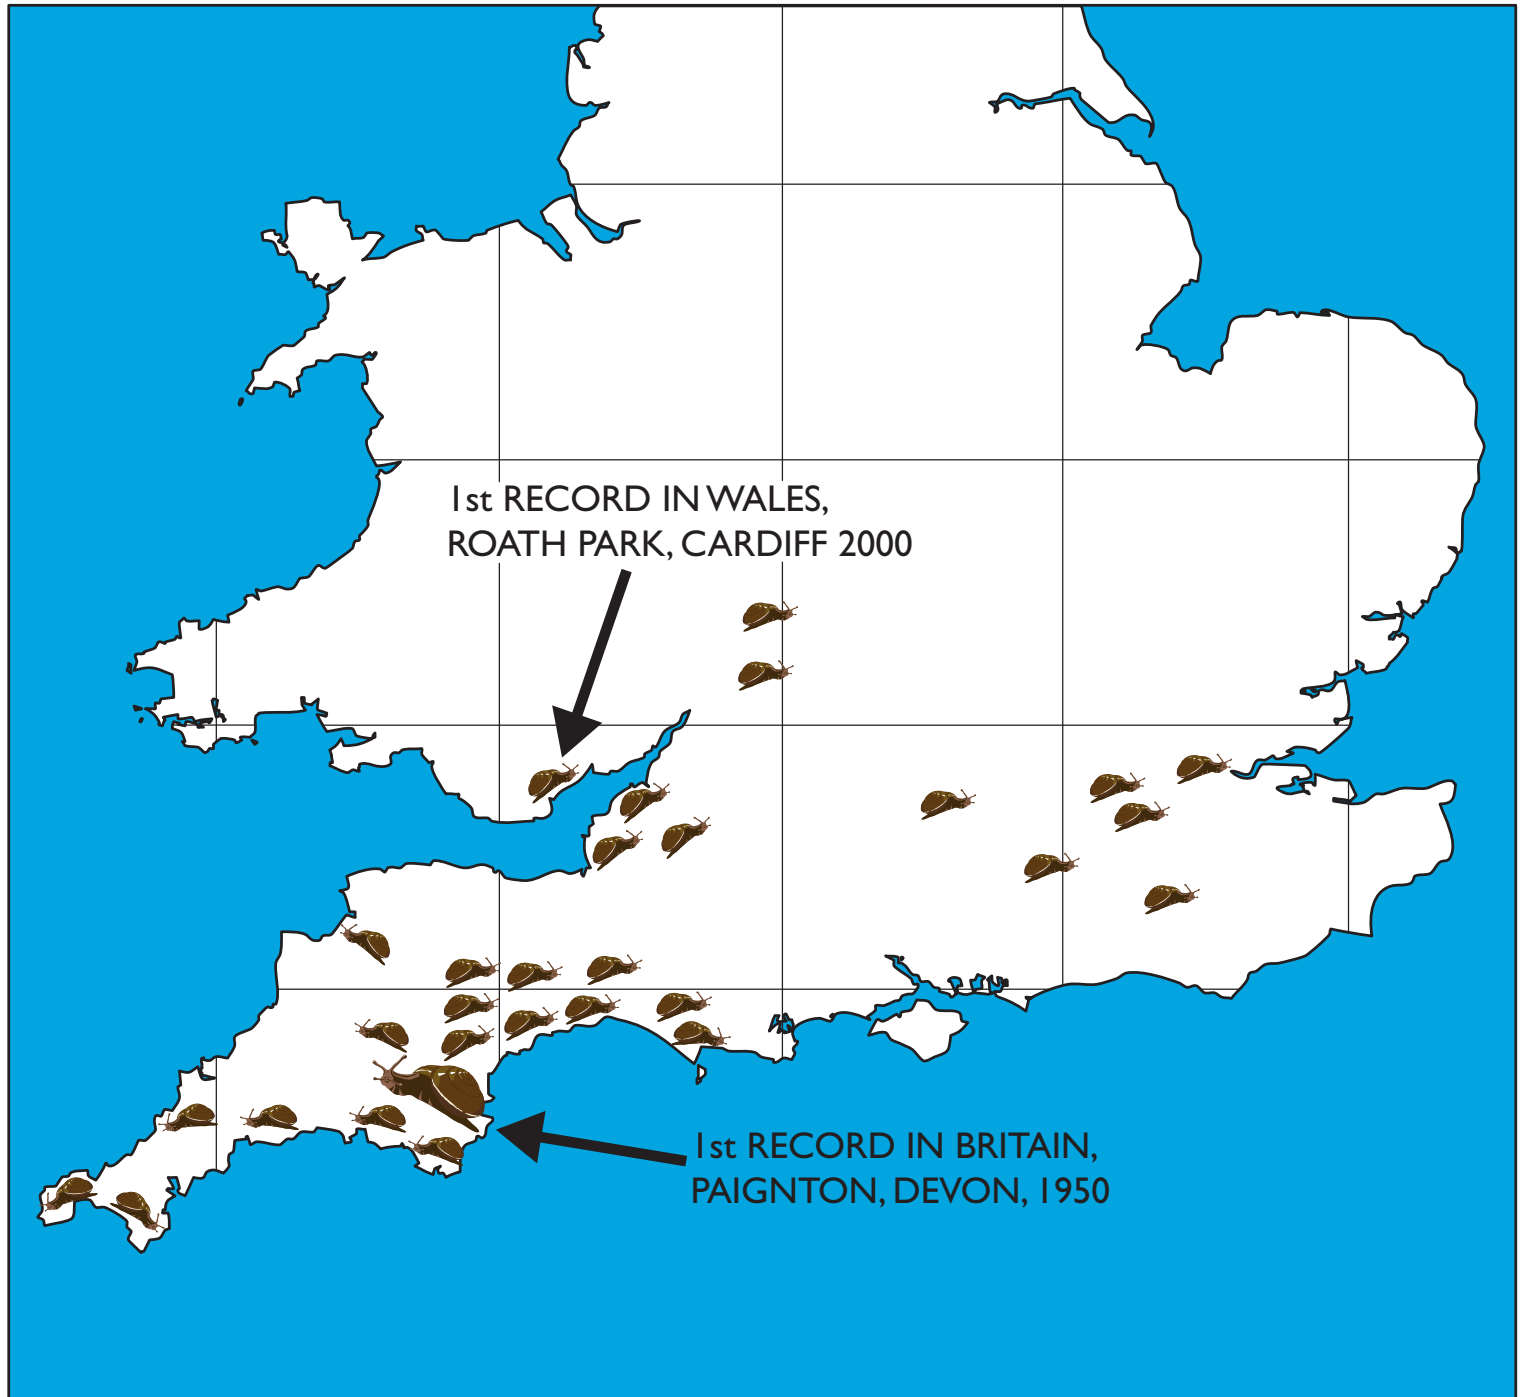 1st RECORD IN WALES,
ROATH PARK, CARDIFF 2000
1st RECORD IN BRITAIN,
PAIGNTON, DEVON, 1950